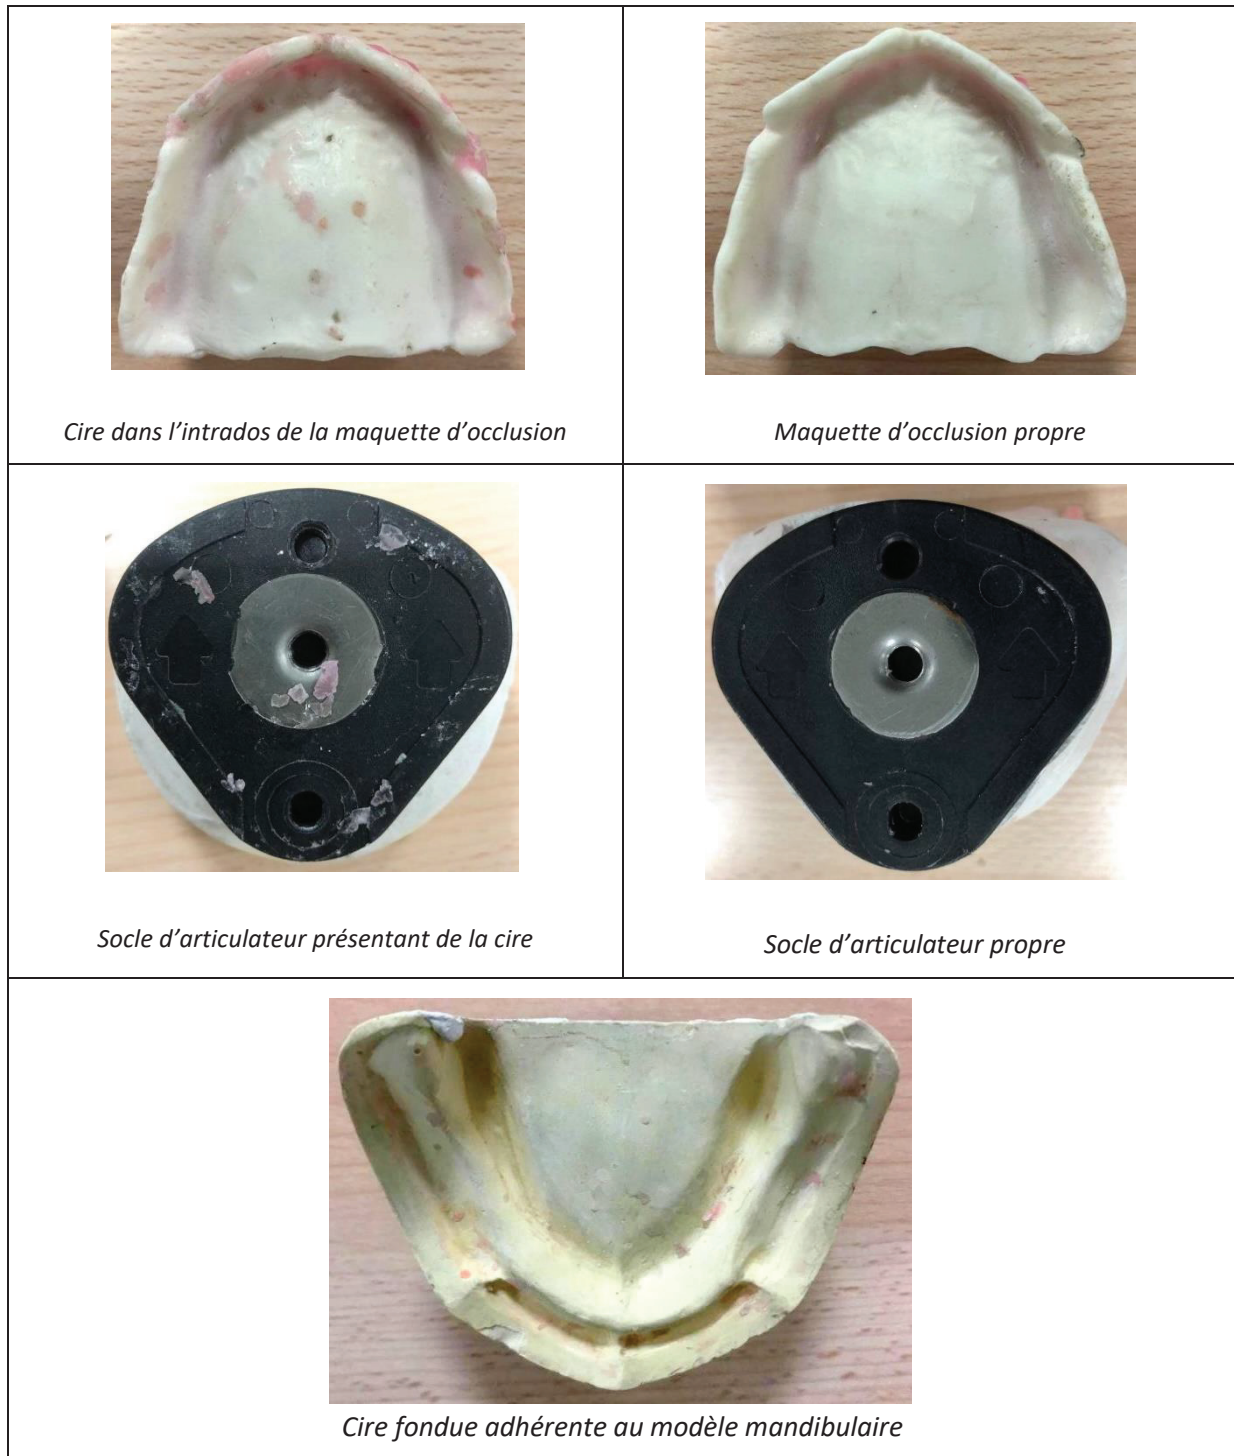 Cire dans l’intrados de la maquette d’occlusion
Maquette d’occlusion propre
Socle d’articulateur présentant de la cire
Socle d’articulateur propre
Cire fondue adhérente au modèle mandibulaire